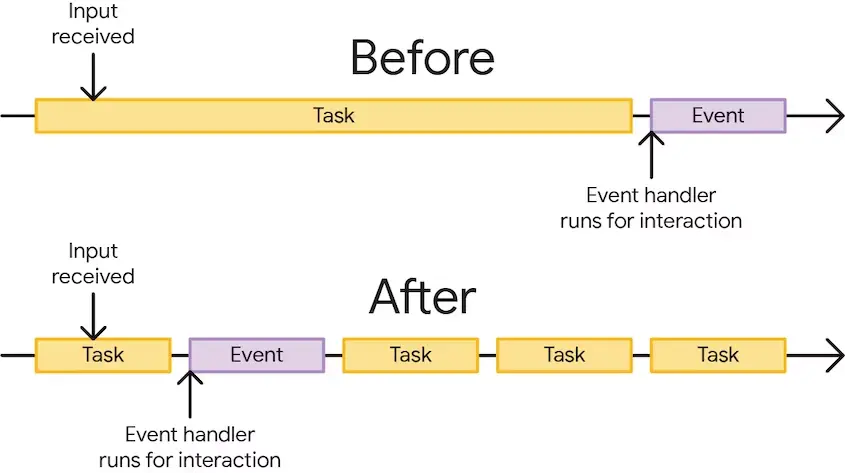 Input
received
Before
Task
Event
Event handler
runs for interaction
Input
received
After
Task
Event
Task
Task
Task
Event handler
runs for interaction